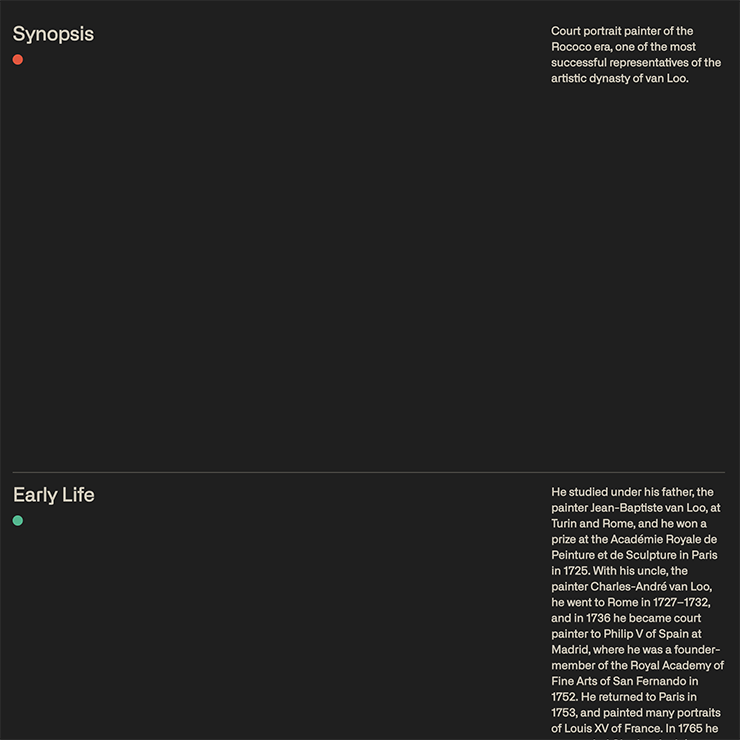 Synopsis
Court portrait painter of the
Rococo era, one of the most
successful representatives of the
artistic dynasty of van Loo.
Early Life
He studied under his father, the
painter Jean-Baptiste van Loo, at
Turin and Rome, and he won a
prize at the Académie Royale de
Peinture et de Sculpture in Paris
in 1725. With his uncle, the
painter Charles-André van Loo,
he went to Rome in 1727–1732,
and in 1736 he became court
painter to Philip V of Spain at
Madrid, where he was a founder-
member of the Royal Academy of
Fine Arts of San Fernando in
1752. He returned to Paris in
1753, and painted many portraits
of Louis XV of France. In 1765 he